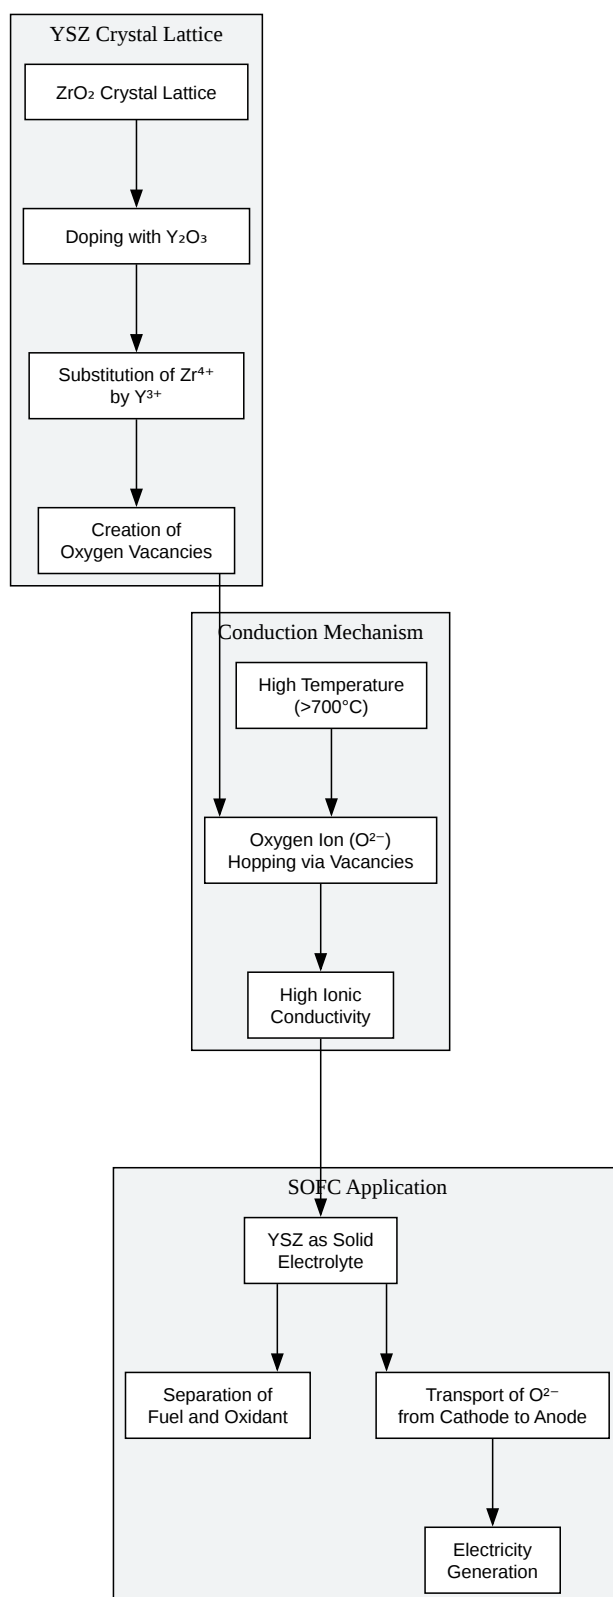 YSZ Crystal Lattice
ZrO₂ Crystal Lattice
Doping with Y₂O₃
Substitution of Zr⁴⁺
by Y³⁺
Creation of
Oxygen Vacancies
Conduction Mechanism
High Temperature
(>700°C)
Oxygen Ion (O²⁻)
Hopping via Vacancies
High Ionic
Conductivity
SOFC Application
YSZ as Solid
Electrolyte
Separation of
Fuel and Oxidant
Transport of O²⁻
from Cathode to Anode
Electricity
Generation